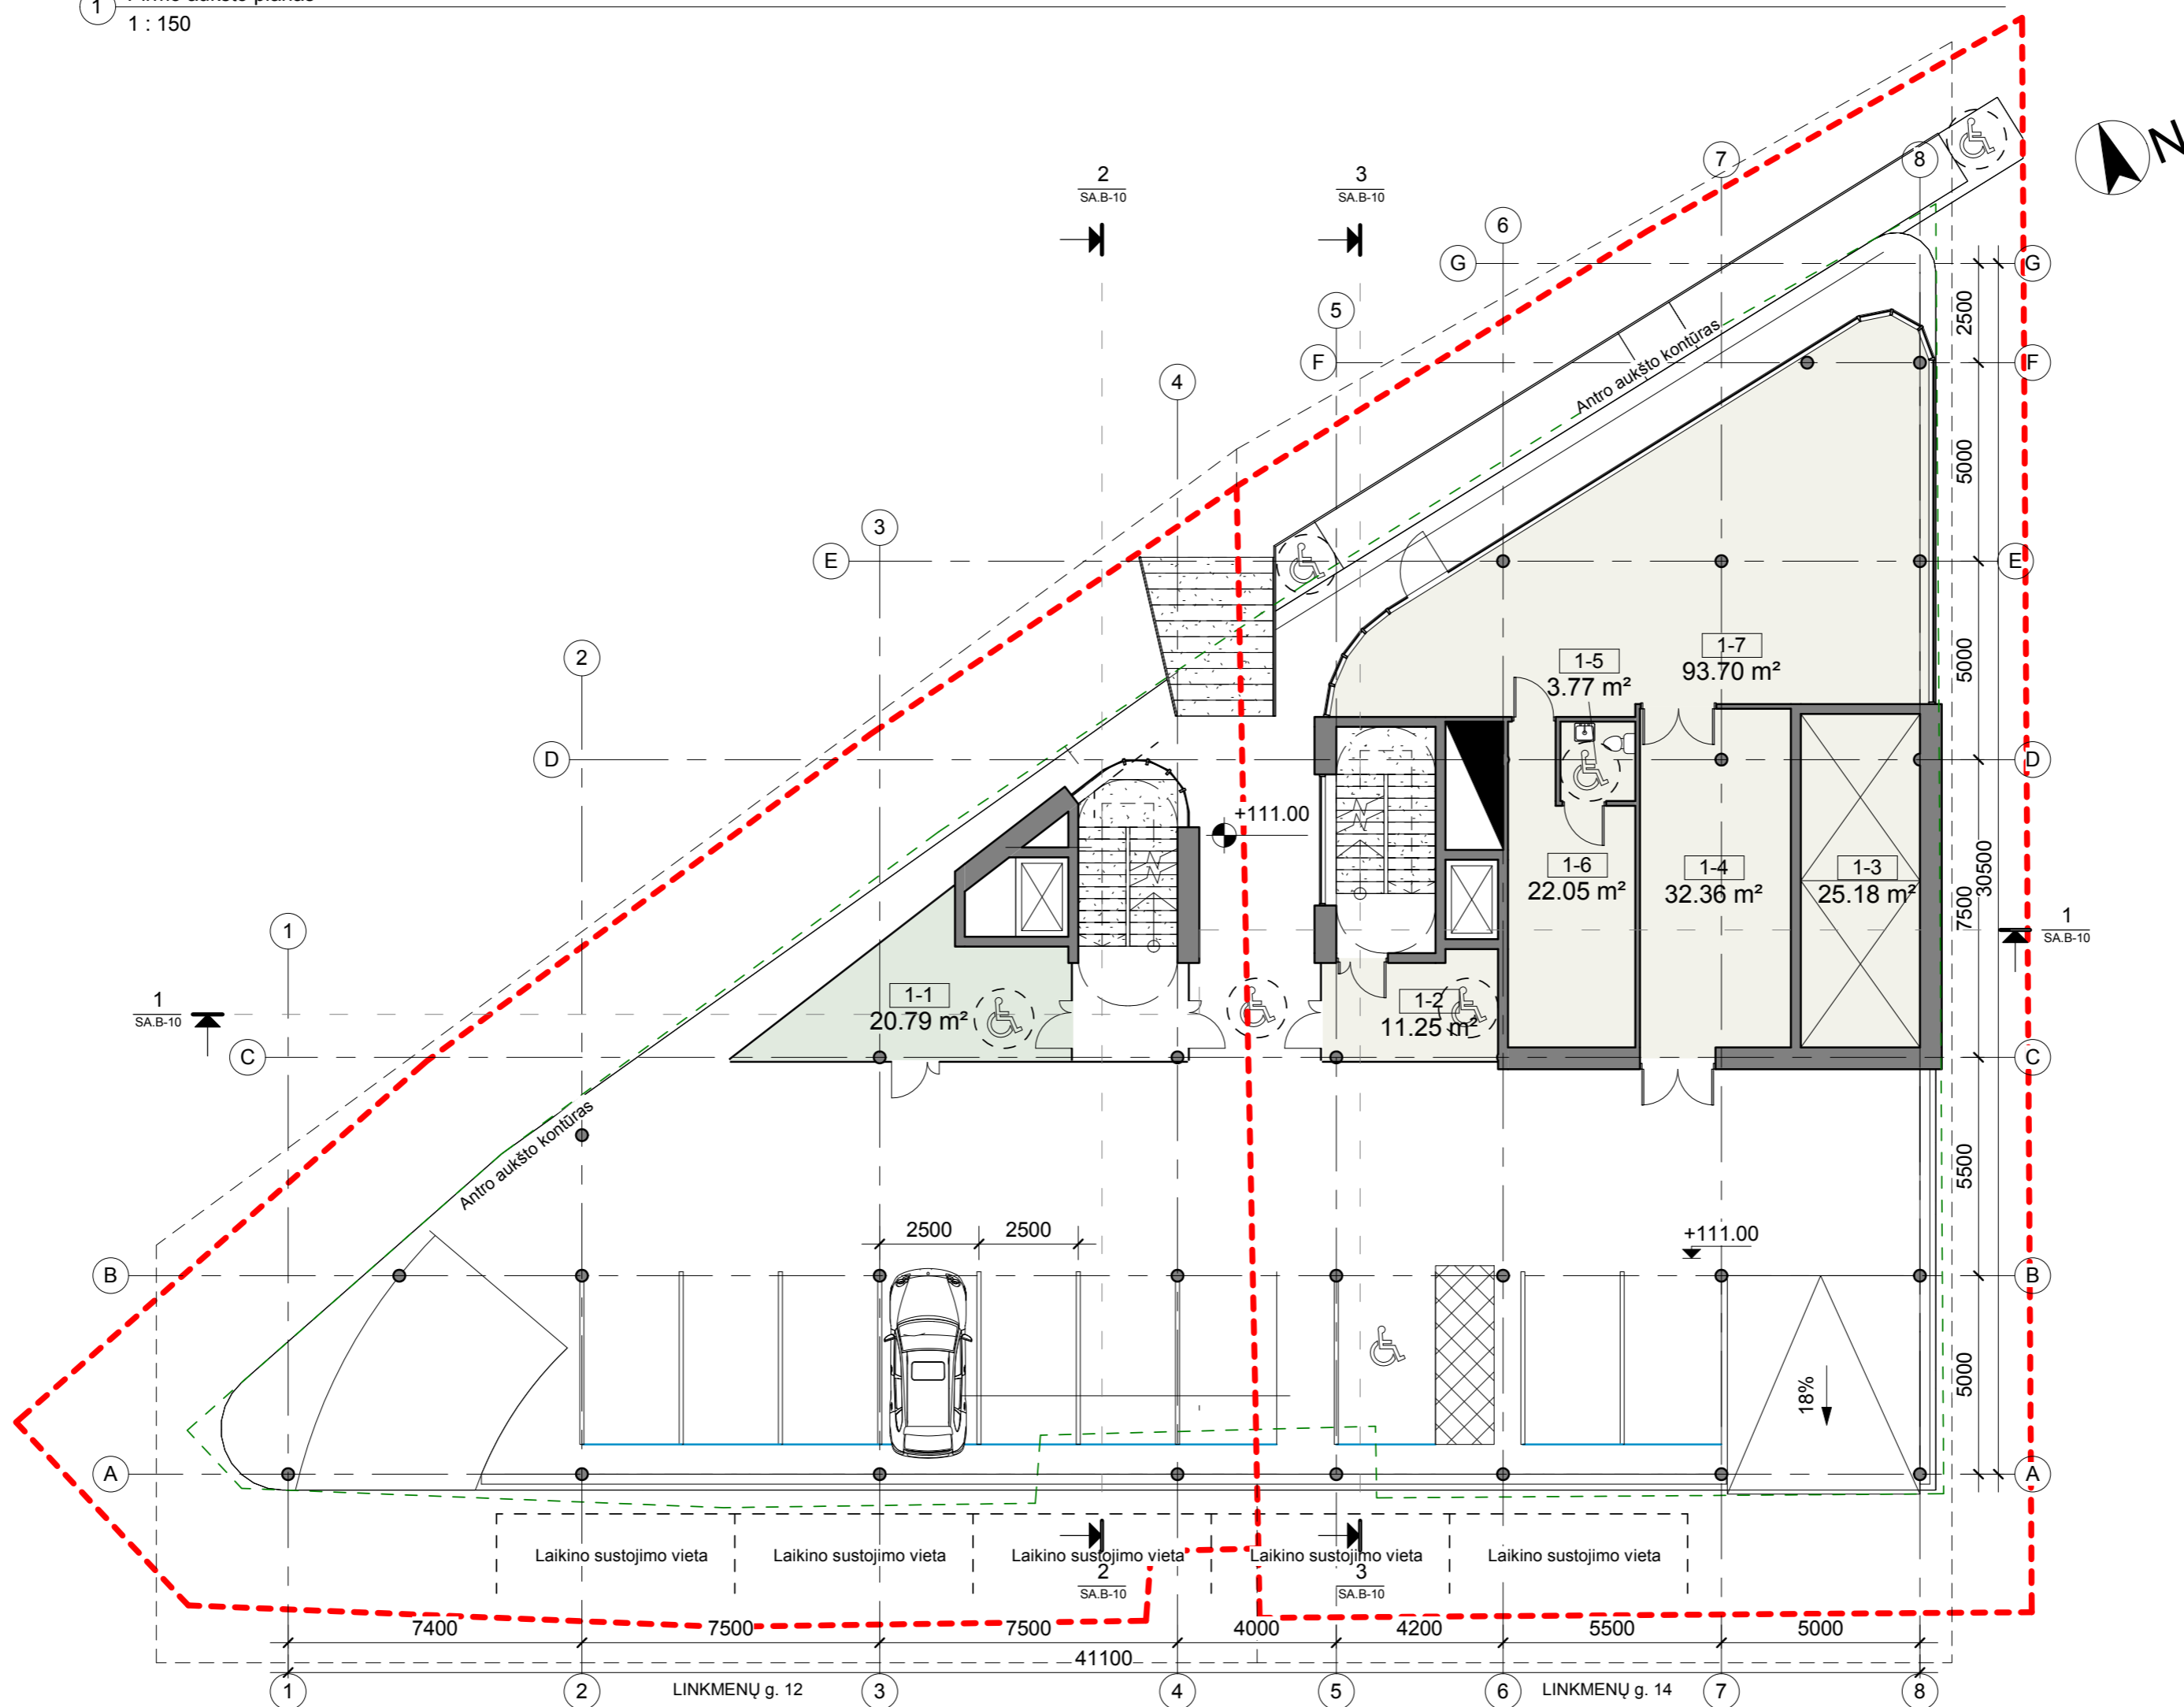 1
1 : 150
N
2
SA.B-10
3
SA.B-10
7
8
6
G
G
5
2500
F
F
Antro aukšto kontūras
4
5000
3
E
E
2
1-7
93.70 m²
1-5
3.77 m²
5000
D
D
+111.00
1-6
22.05 m²
1-4
32.36 m²
1-3
25.18 m²
30500
7500
1
1
SA.B-10
1
SA.B-10
1-1
20.79 m²
1-2
11.25 m²
C
C
Antro aukšto kontūras
5500
2500
2500
+111.00
B
B
18%
5000
A
A
Laikino sustojimo vieta
Laikino sustojimo vieta
Laikino sustojimo vieta
Laikino sustojimo vieta
Laikino sustojimo vieta
2
SA.B-10
3
SA.B-10
7400
7500
7500
4000
4200
5500
5000
41100
1
2
LINKMENŲ g. 12
3
4
5
6
LINKMENŲ g. 14
7
8